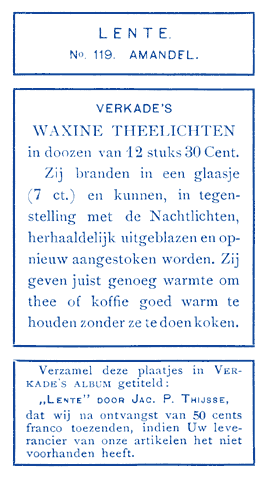 LENTE.
No. 119. AMANDEL.
VERKADE'S
WAXINE THEELICHTEN
in doozen van 12 stuks 30 Cent.
Zij branden in een glaasje
(7 ct.) en kunnen, in tegen-
stelling met de Nachtlichten,
herhaaldelijk uitgeblazen en op-
nieuw aangestoken worden. Zij
geven juist genoeg warmte om
thee of koffie goed warm te
houden zonder ze te doen koken.
Verzamel deze plaatjes in VER-
KADE'S ALBUM getiteld:
„LENTE" DOOR JAC. P. THIJSSE,
dat wij na ontvangst van 50 cents
franco toezenden, indien Uw leve-
rancier van onze artikelen het niet
voorhanden heeft.